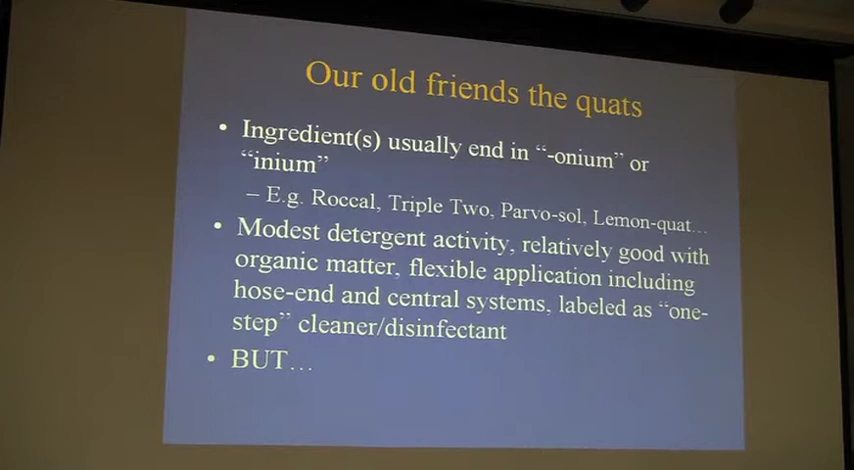 Our old friends the quats
• Ingredient(s) usually end in “-onium” or
“inium”
– E.g. Roccal, Triple Two, Parvo-sol, Lemon-quat...
• Modest detergent activity, relatively good with
organic matter, flexible application including
hose-end and central systems, labeled as “one-
step” cleaner/disinfectant
• BUT...